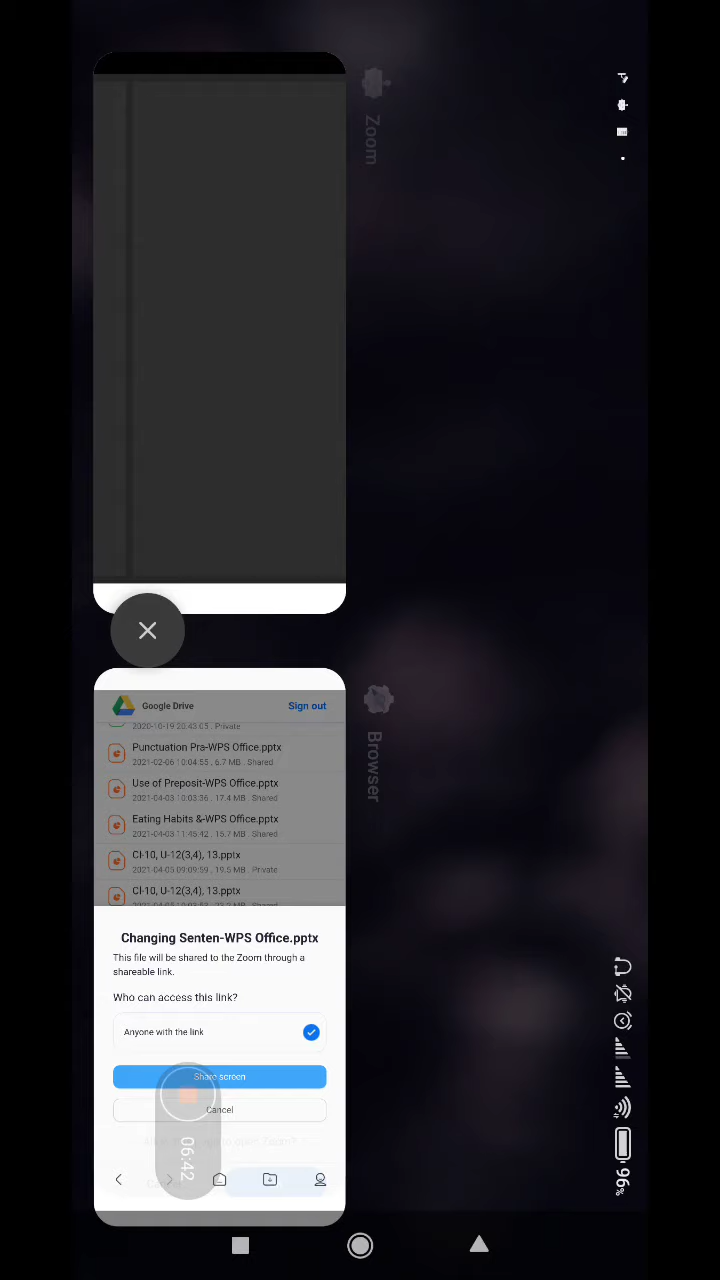 Zoom
Browser
Google Drive
Sign out
2020-10-19 20:43:05 , Private
Punctuation Pra-WPS Office.pptx
2021-02-06 10:04:55 , 6.7 MB , Shared
Use of Preposit-WPS Office.pptx
2021-04-03 10:03:36 , 17.4 MB , Shared
Eating Habits &-WPS Office.pptx
2021-04-03 11:45:42 , 15.7 MB , Shared
Cl-10, U-12(3,4), 13.pptx
2021-04-05 09:09:59 , 19.5 MB , Private
Cl-10, U-12(3,4), 13.pptx
Changing Senten-WPS Office.pptx
This file will be shared to the Zoom through a
shareable link.
Who can access this link?
Anyone with the link
Share screen
Cancel
06:42
96%